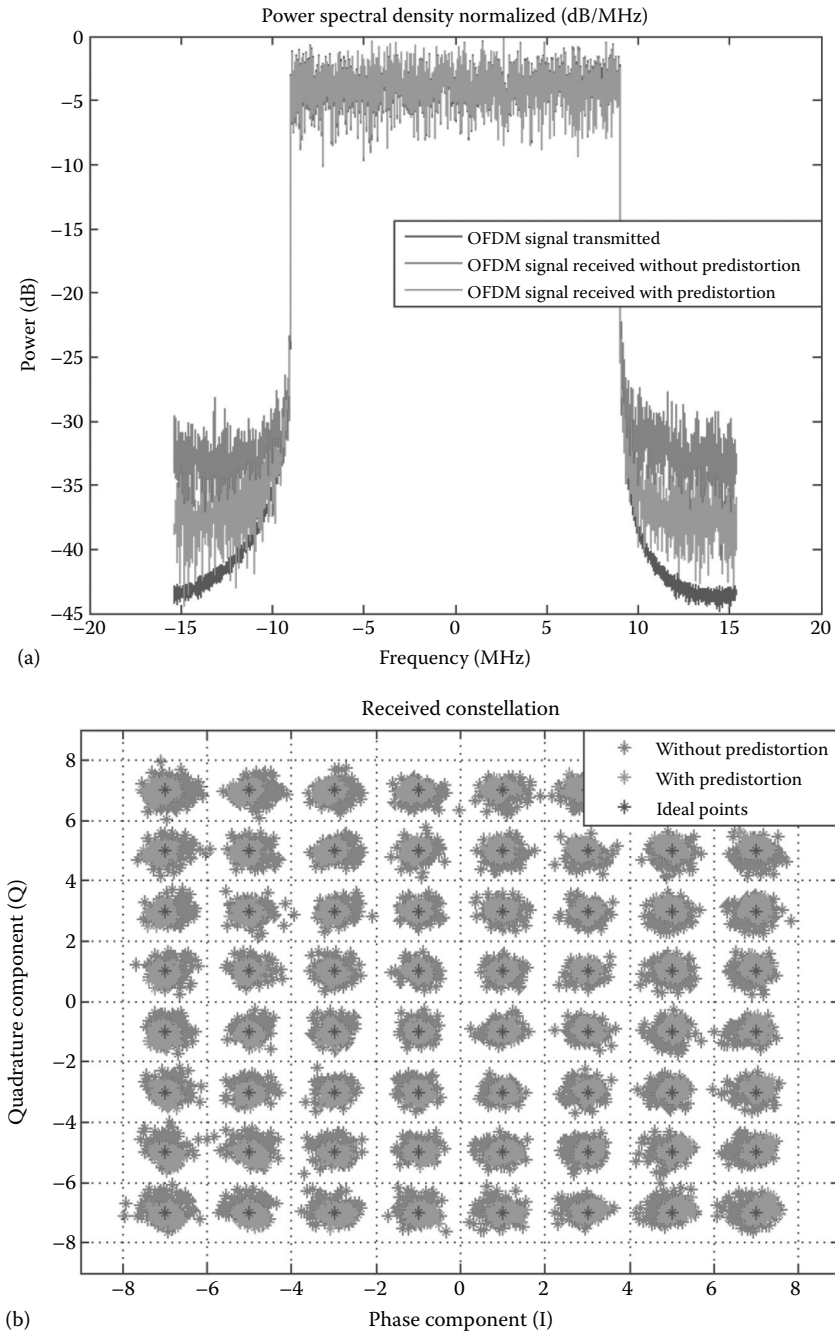 Power spectral density normalized (dB/MHz)
0
−5
−10
−15
−20
−25
−30
−35
−40
−45
Power (dB)
OFDM signal transmitted
OFDM signal received without predistortion
OFDM signal received with predistortion
−20
−15
−10
−5
0
5
10
15
20
(a)
Frequency (MHz)
Received constellation
8
6
4
2
0
−2
−4
−6
−8
Quadrature component (Q)
Without predistortion
With predistortion
Ideal points
−8
−6
−4
−2
0
2
4
6
8
(b)
Phase component (I)